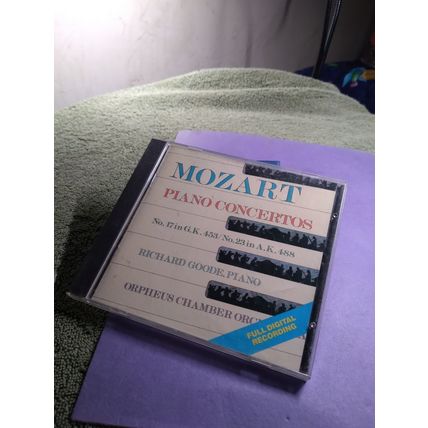 MOZART
PIANO CONCERTOS
No. 17 in G, K. 453/No. 23 in A, K. 488
RICHARD GOODE, PIANO
ORPHEUS CHAMBER
FULL DIGITAL
RECORDING